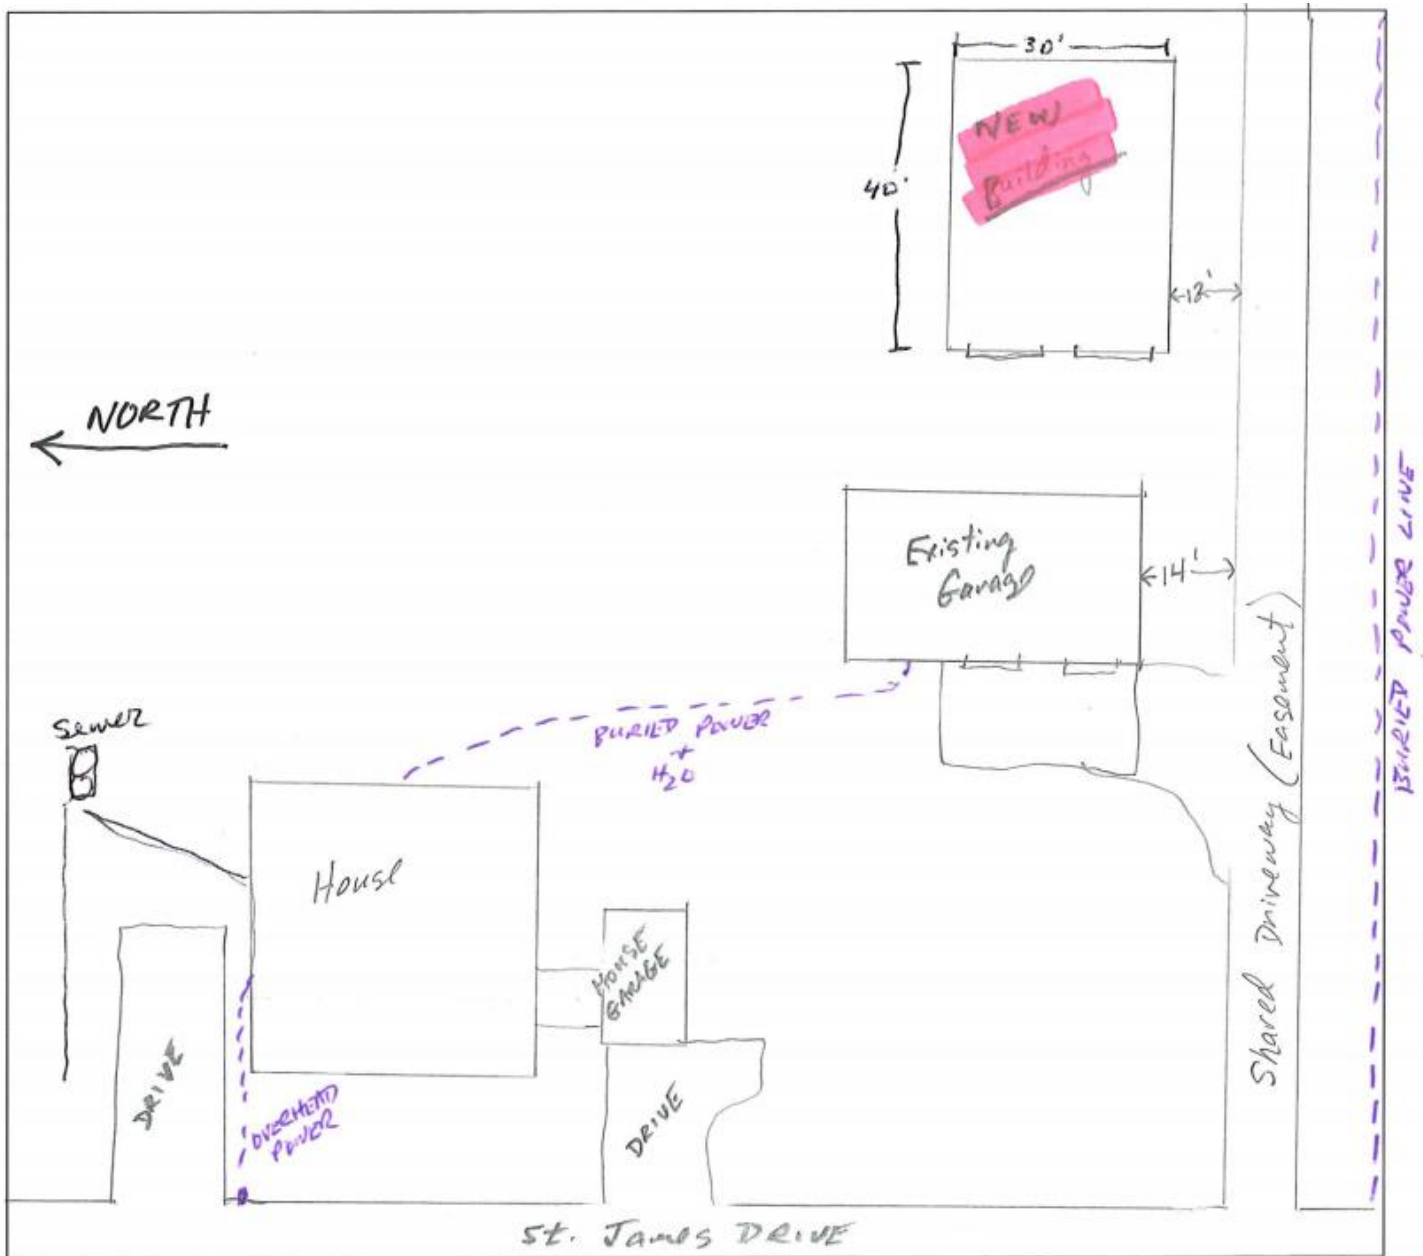 30'
NEW
Building
40'
12'
NORTH
Existing
Garage
14'
BURIED POWER LINE
Sewer
BURIED POWER
+
H2O
House
HOUSE
GARAGE
Shared Driveway (Easement)
DRIVE
OVERHEAD
POWER
DRIVE
St. James DRIVE